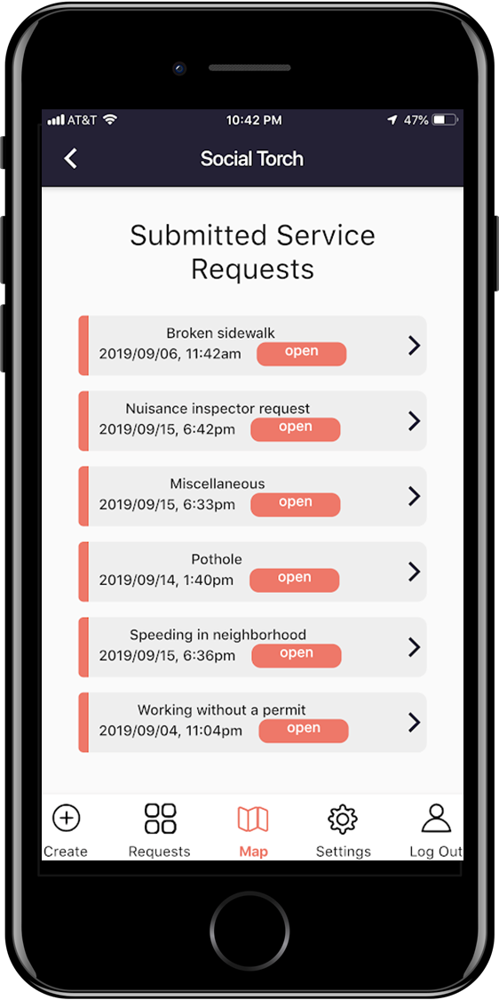 AT&T 10:42 PM 47%
Social Torch
Submitted Service
Requests
Broken sidewalk
2019/09/06, 11:42am open
Nuisance inspector request
2019/09/15, 6:42pm open
Miscellaneous
2019/09/15, 6:33pm open
Pothole
2019/09/14, 1:40pm open
Speeding in neighborhood
2019/09/15, 6:36pm open
Working without a permit
2019/09/04, 11:04pm open
Create Requests Map Settings Log Out